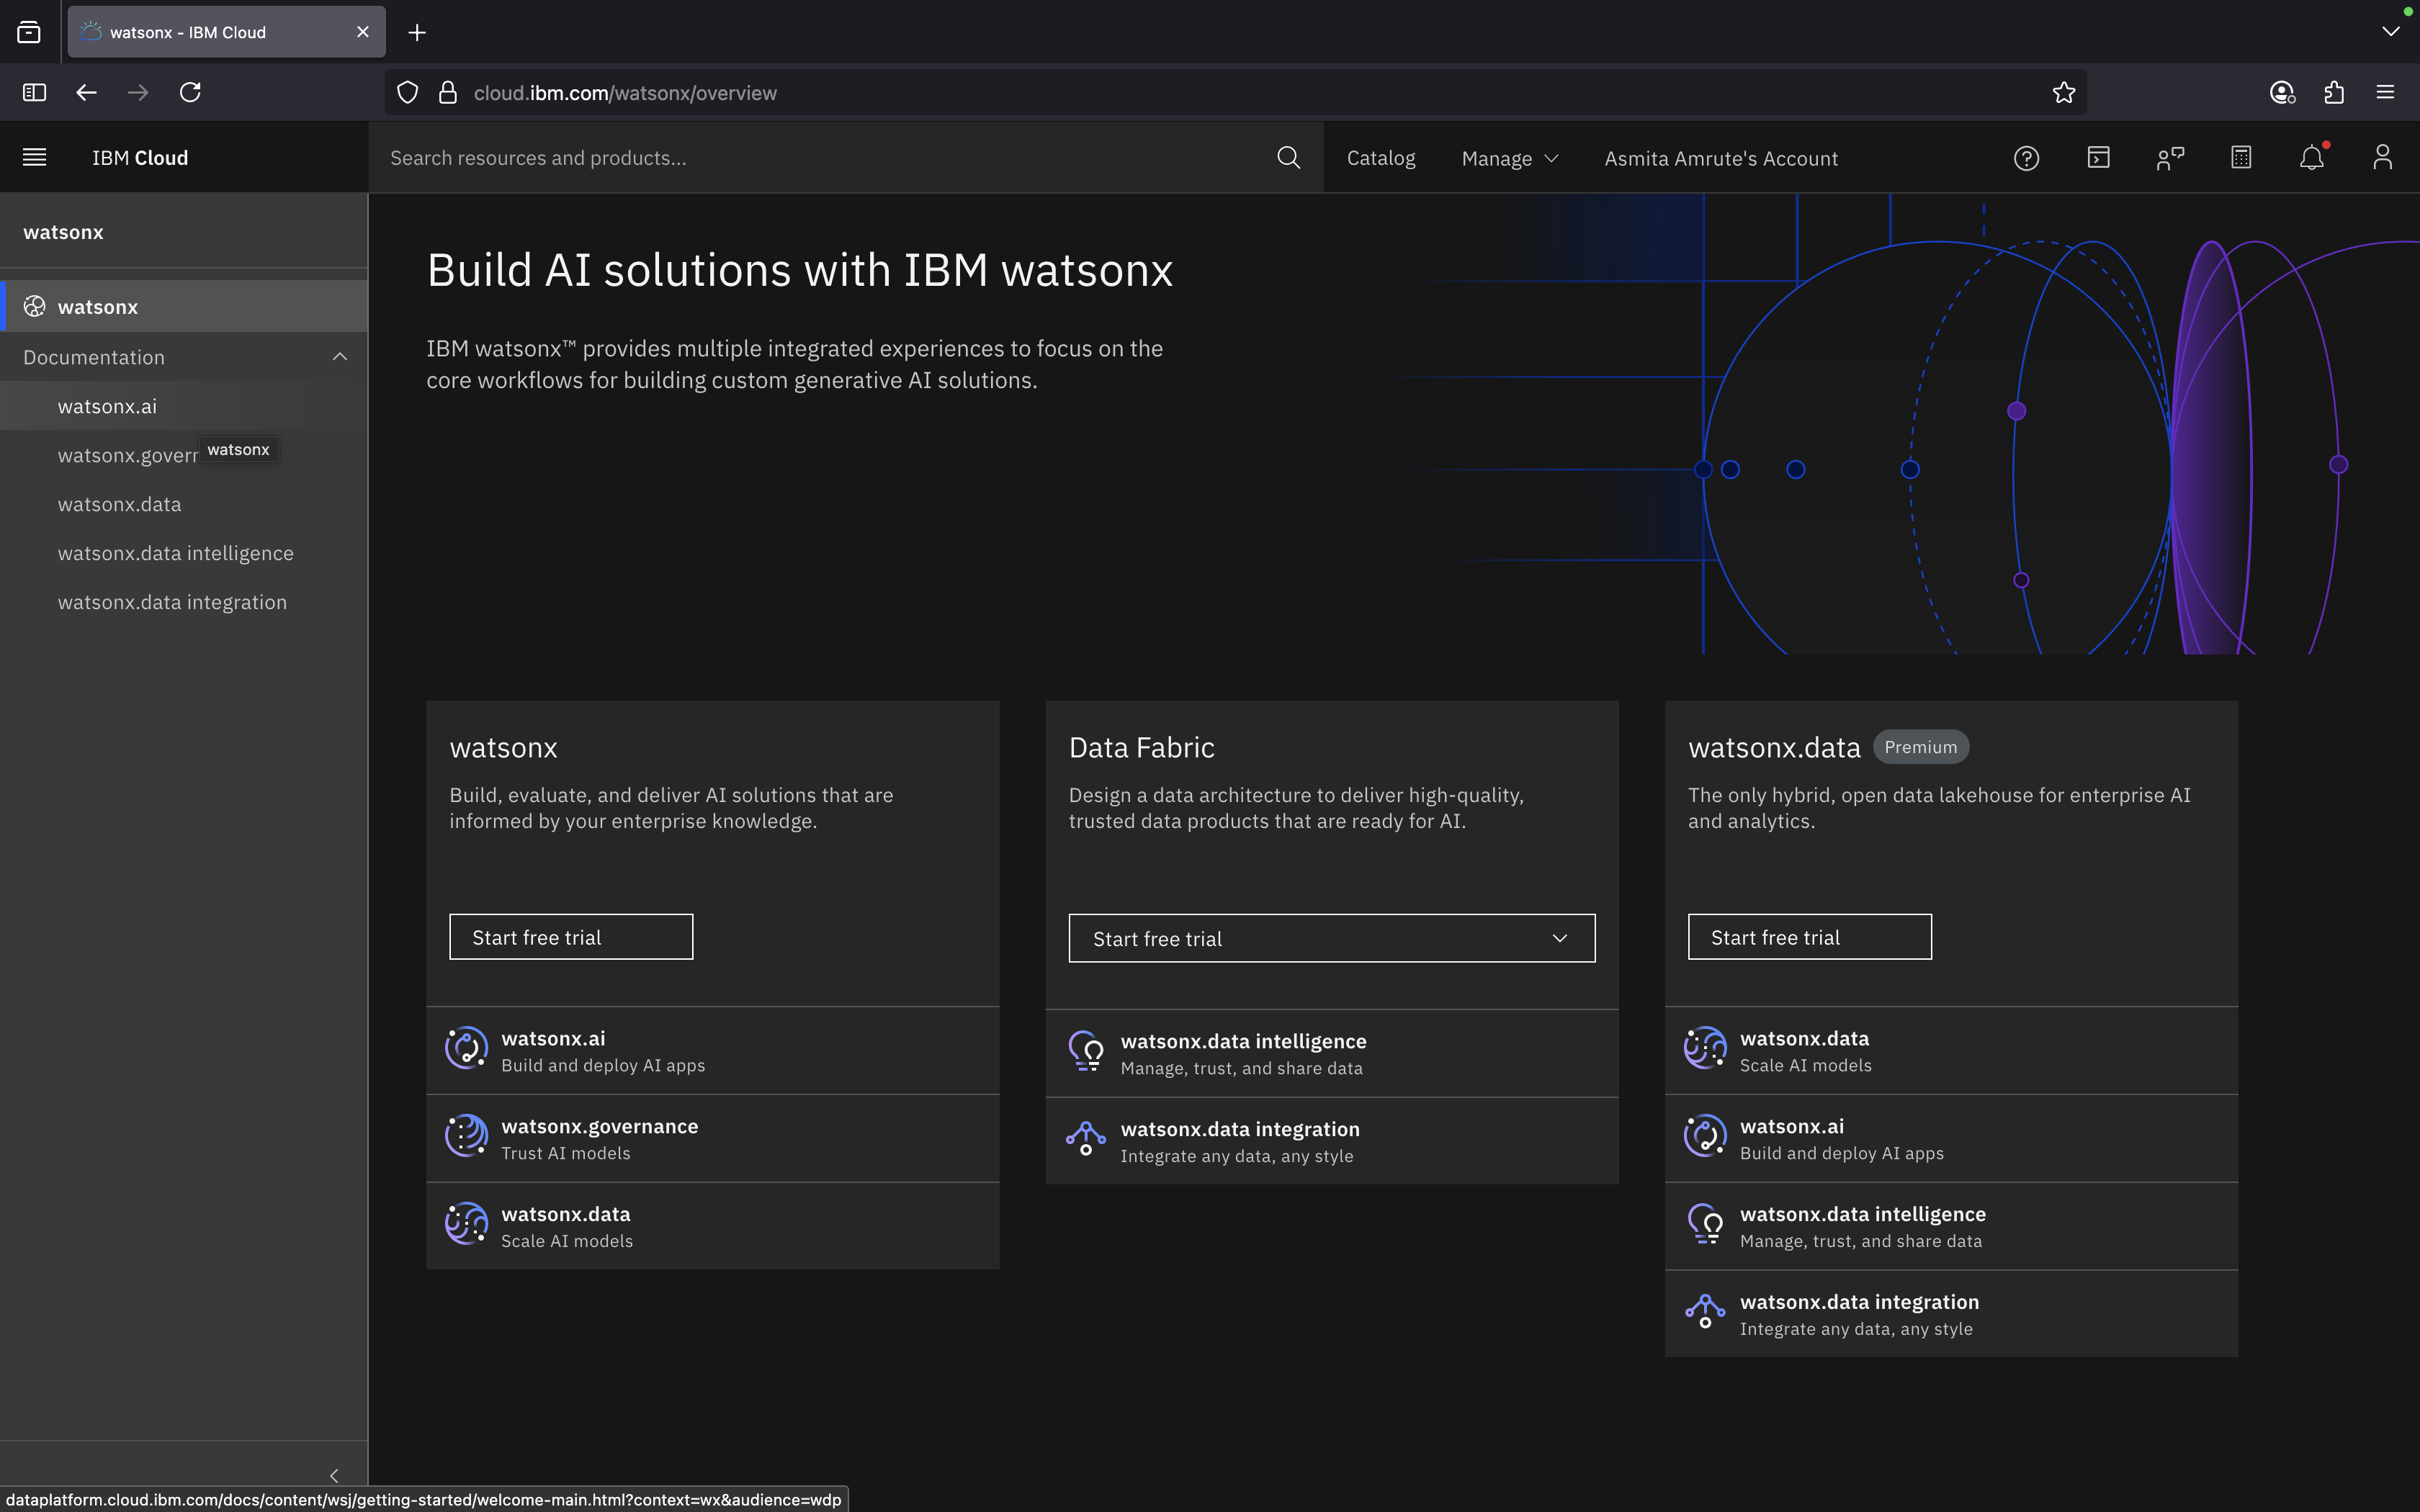 watsonx - IBM Cloud
cloud.ibm.com/watsonx/overview
IBM Cloud
Search resources and products...
Catalog
Manage
Asmita Amrute's Account
watsonx
watsonx
Documentation
watsonx.ai
watsonx.govern
watsonx
watsonx.data
watsonx.data intelligence
watsonx.data integration
Build AI solutions with IBM watsonx
IBM watsonx™ provides multiple integrated experiences to focus on the
core workflows for building custom generative AI solutions.
watsonx
Build, evaluate, and deliver AI solutions that are
informed by your enterprise knowledge.
Start free trial
watsonx.ai
Build and deploy AI apps
watsonx.governance
Trust AI models
watsonx.data
Scale AI models
Data Fabric
Design a data architecture to deliver high-quality,
trusted data products that are ready for AI.
Start free trial
watsonx.data intelligence
Manage, trust, and share data
watsonx.data integration
Integrate any data, any style
watsonx.data Premium
The only hybrid, open data lakehouse for enterprise AI
and analytics.
Start free trial
watsonx.data
Scale AI models
watsonx.ai
Build and deploy AI apps
watsonx.data intelligence
Manage, trust, and share data
watsonx.data integration
Integrate any data, any style
dataplatform.cloud.ibm.com/docs/content/wsj/getting-started/welcome-main.html?context=wx&audience=wdp